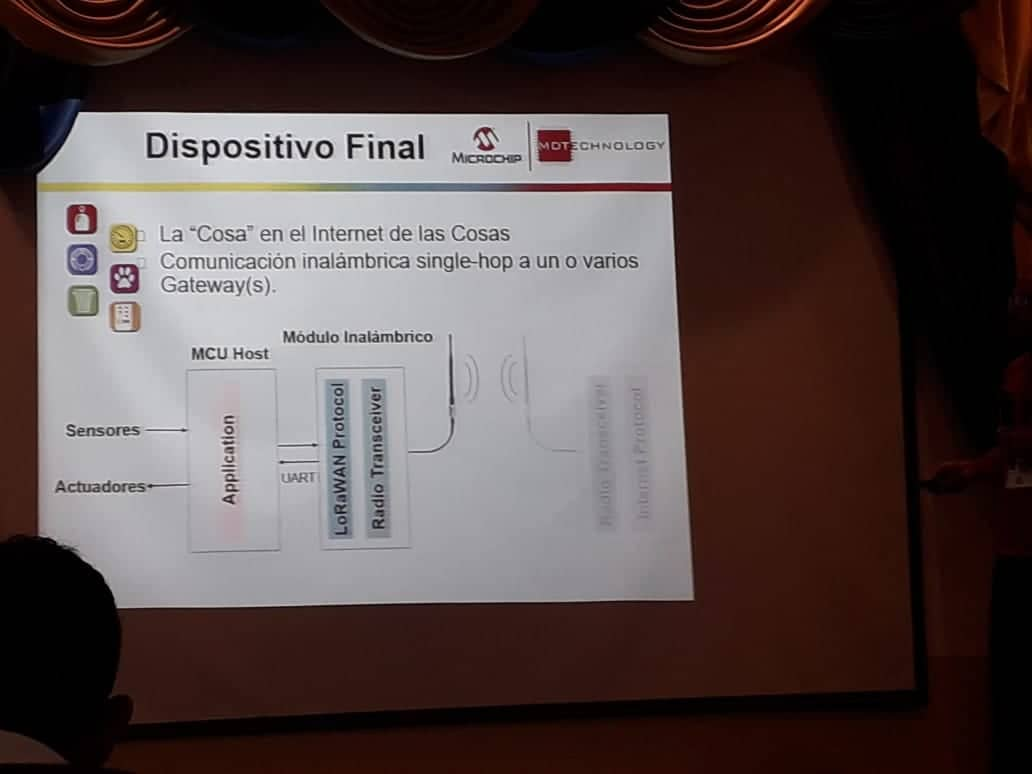 Dispositivo Final
MICROCHIP
MDTECHNOLOGY
La “Cosa” en el Internet de las Cosas
Comunicación inalámbrica single-hop a un o varios
Gateway(s).
Módulo Inalámbrico
MCU Host
Sensores
Actuadores
Application
UART
LoRaWAN Protocol
Radio Transceiver
Radio Transceiver
Internet Protocol